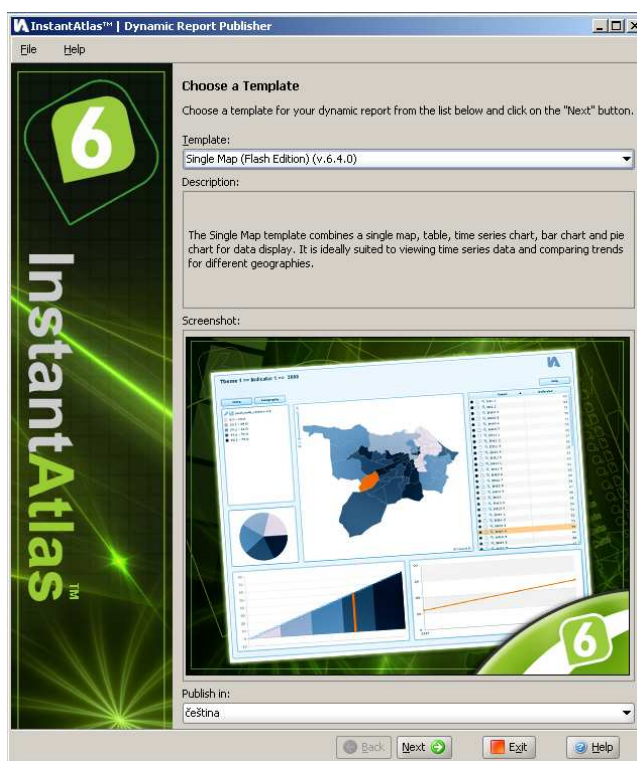 InstantAtlas™ | Dynamic Report Publisher
File Help
6
InstantAtlas™
Choose a Template
Choose a template for your dynamic report from the list below and click on the "Next" button.
Template:
Single Map (Flash Edition) (v.6.4.0)
Description:
The Single Map template combines a single map, table, time series chart, bar chart and pie
chart for data display. It is ideally suited to viewing time series data and comparing trends
for different geographies.
Screenshot:
6
Publish in:
čeština
Back Next Exit Help